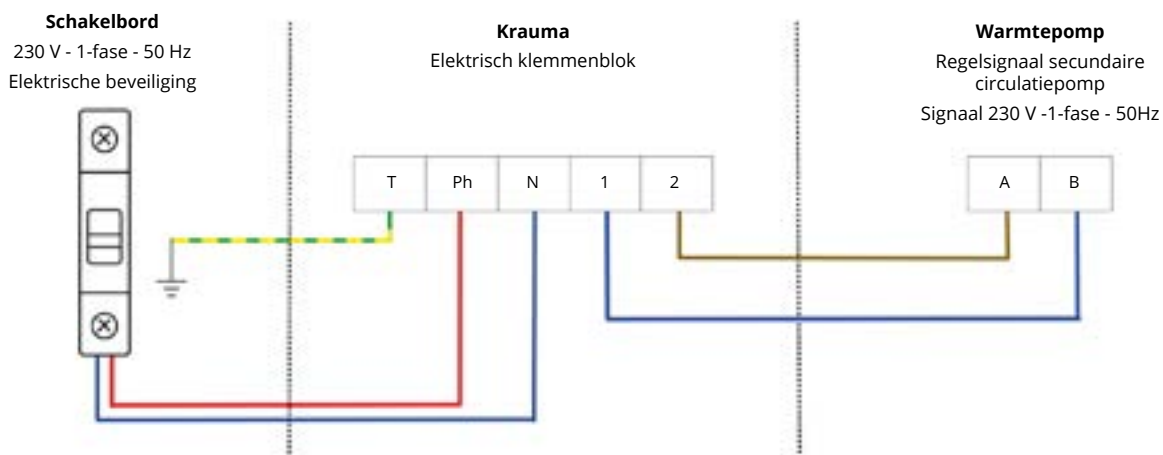 Schakelbord
230 V - 1-fase - 50 Hz
Elektrische beveiliging
Krauma
Elektrisch klemmenblok
Warmtepomp
Regelsignaal secundaire
circulatiepomp
Signaal 230 V -1-fase - 50Hz
T Ph N 1 2
A B